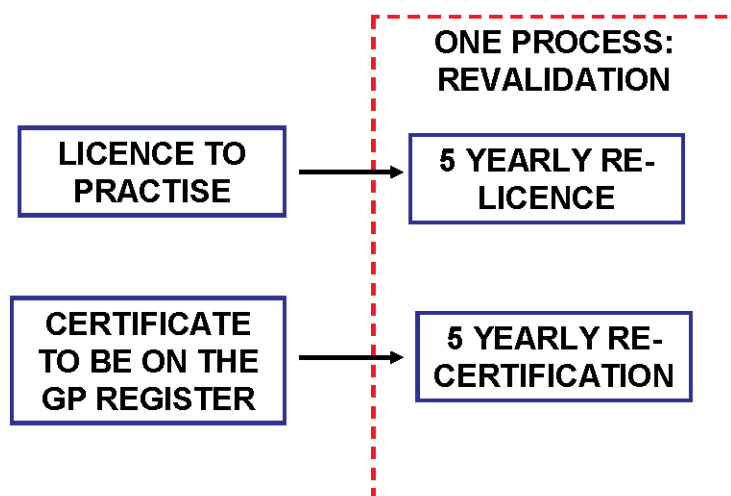 ONE PROCESS:
REVALIDATION
LICENCE TO
PRACTISE
5 YEARLY RE-
LICENCE
CERTIFICATE
TO BE ON THE
GP REGISTER
5 YEARLY RE-
CERTIFICATION